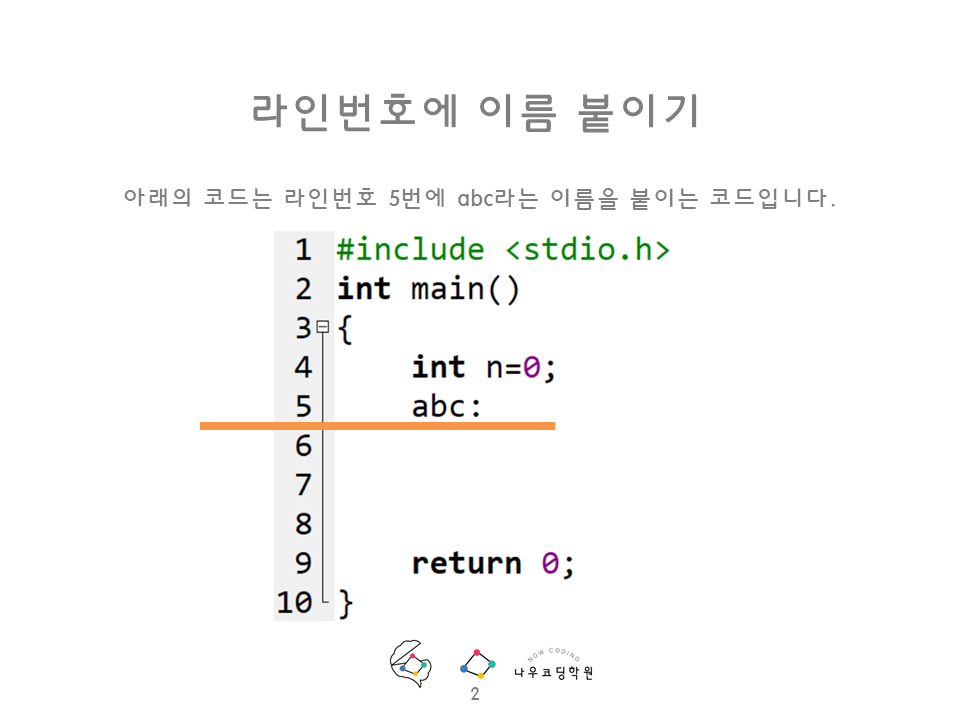 라인번호에 이름 붙이기
아래의 코드는 라인번호 5번에 abc라는 이름을 붙이는 코드입니다.
1 #include <stdio.h>
2 int main()
3 {
4 int n=0;
5 abc:
6
7
8
9 return 0;
10 }
NOW CODING
나우코딩학원
2